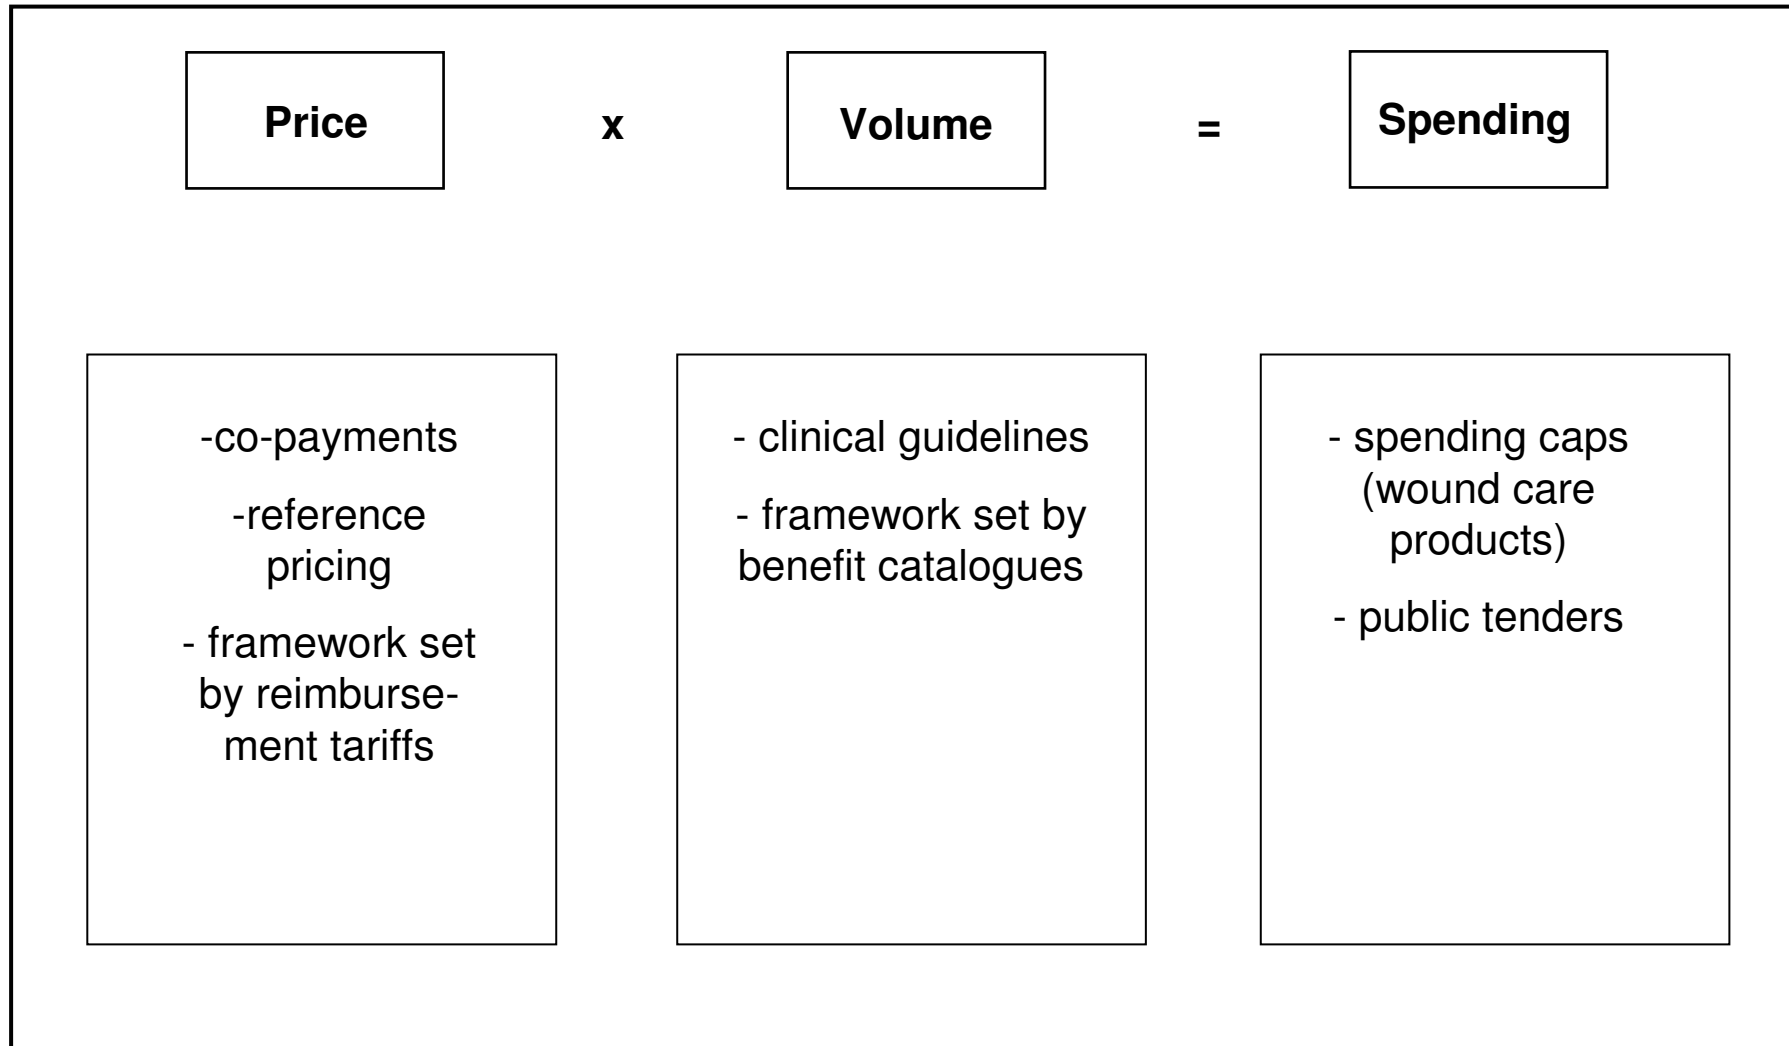 Price x Volume = Spending
-co-payments
-reference
pricing
- framework set
by reimburse-
ment tariffs
- clinical guidelines
- framework set by
benefit catalogues
- spending caps
(wound care
products)
- public tenders